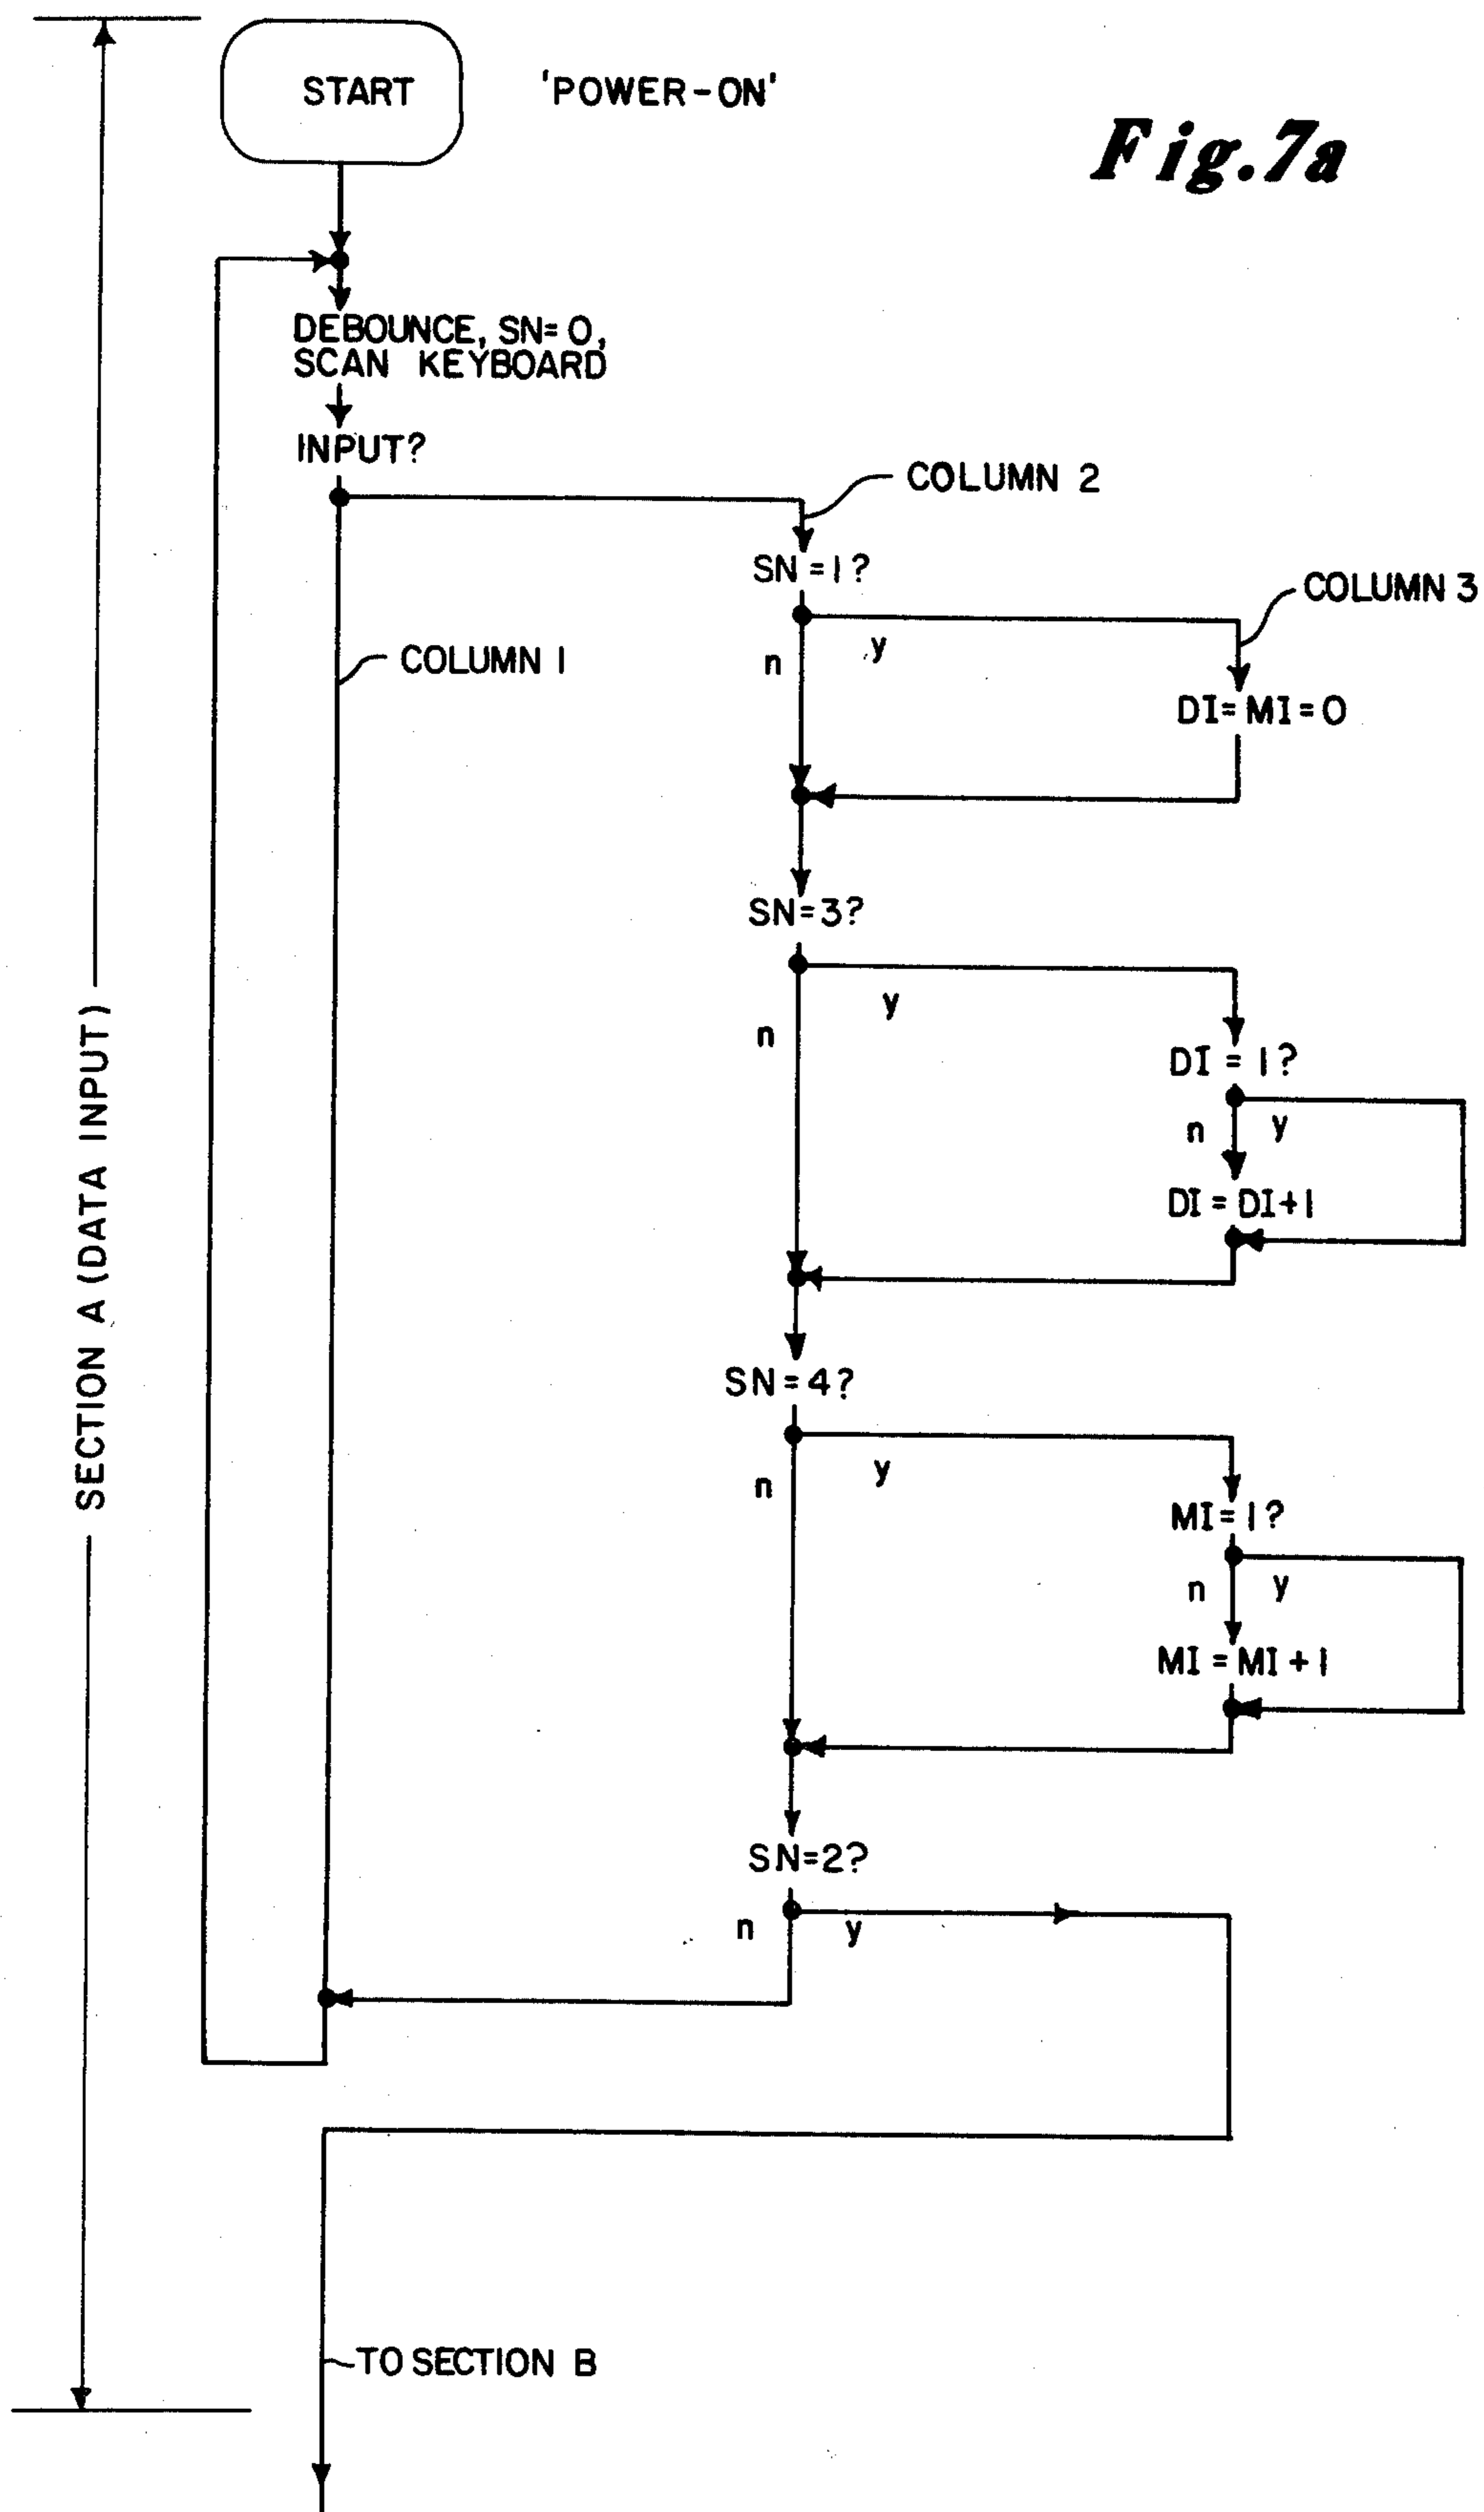 START
'POWER-ON'
Fig.7a
DEBOUNCE, SN=0,
SCAN KEYBOARD
INPUT?
COLUMN 2
SN=1?
COLUMN 3
COLUMN 1
n
y
DI=MI=0
SN=3?
y
n
DI=1?
n
y
DI=DI+1
SECTION A (DATA INPUT)
SN=4?
y
n
MI=1?
n
y
MI=MI+1
SN=2?
n
y
TO SECTION B